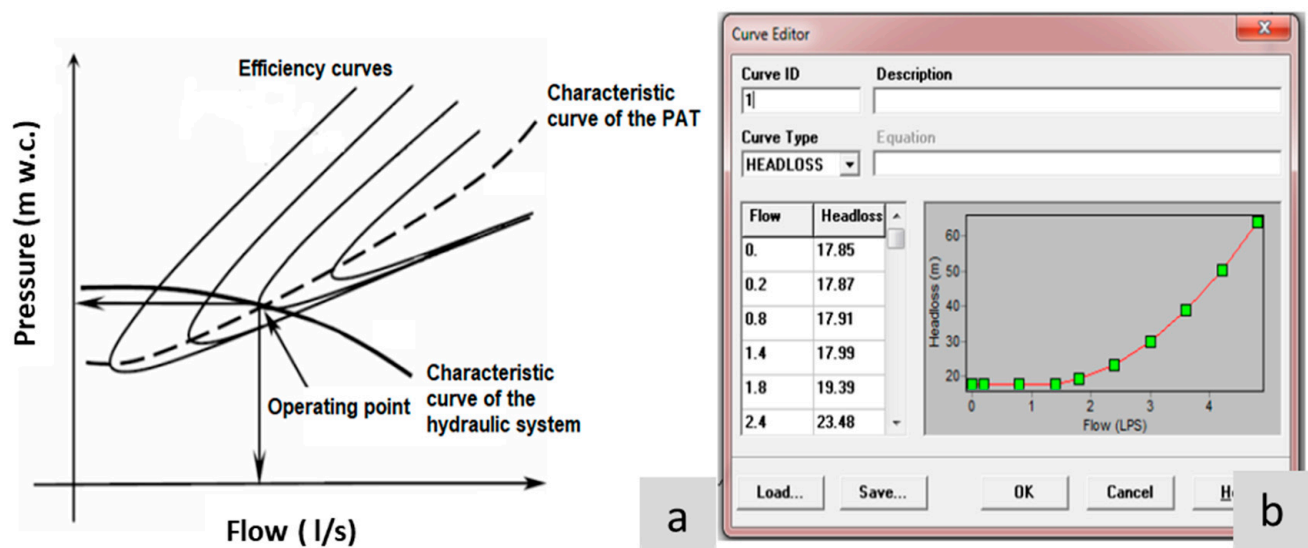 Efficiency curves
Characteristic
curve of the PAT
Pressure (m w.c.)
Operating point
Characteristic
curve of the
hydraulic system
Flow ( l/s)
a
Curve Editor
X
Curve ID
Description
1
Curve Type
Equation
HEADLOSS
Flow Headloss
0. 17.85
0.2 17.87
0.8 17.91
1.4 17.99
1.8 19.39
2.4 23.48
Headloss (m)
60
50
40
30
20
0 1 2 3 4
Flow (LPS)
Load... Save... OK Cancel
b